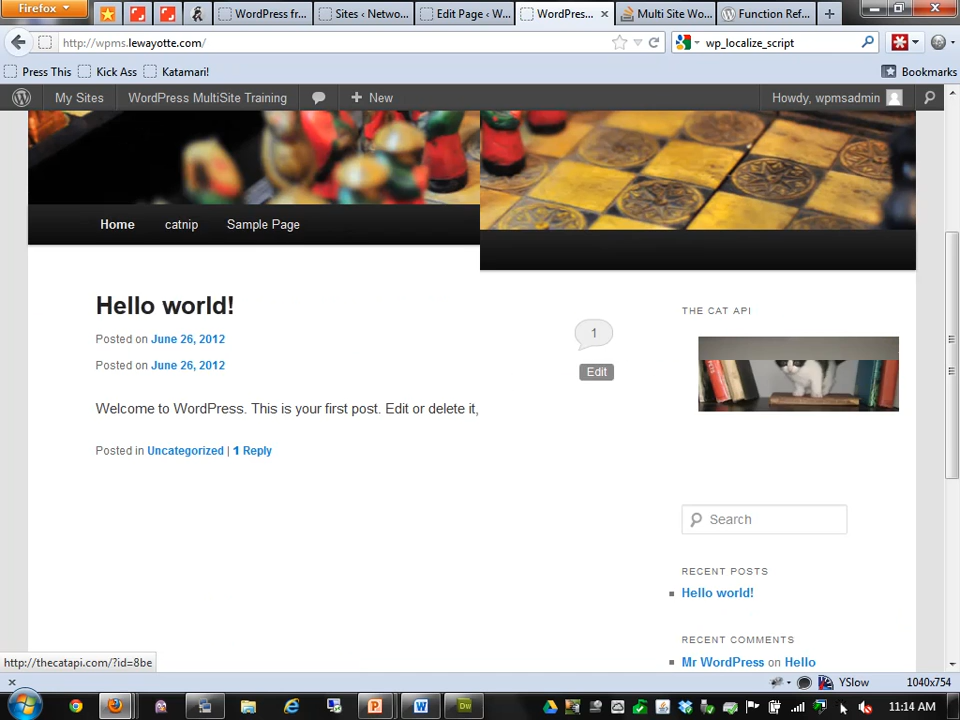 Firefox
WordPress fr...
Sites ‹ Netwo...
Edit Page ‹ W...
WordPress...
Multi Site Wo...
Function Ref...
http://wpms.lewayotte.com/
wp_localize_script
Press This
Kick Ass
Katamari!
Bookmarks
My Sites
WordPress MultiSite Training
New
Howdy, wpmsadmin
Home
catnip
Sample Page
Hello world!
Posted on June 26, 2012
Posted on June 26, 2012
1
Edit
Welcome to WordPress. This is your first post. Edit or delete it,
Posted in Uncategorized | 1 Reply
THE CAT API
Search
RECENT POSTS
Hello world!
RECENT COMMENTS
Mr WordPress on Hello
http://thecatapi.com/?id=8be
YSlow
1040x754
11:14 AM